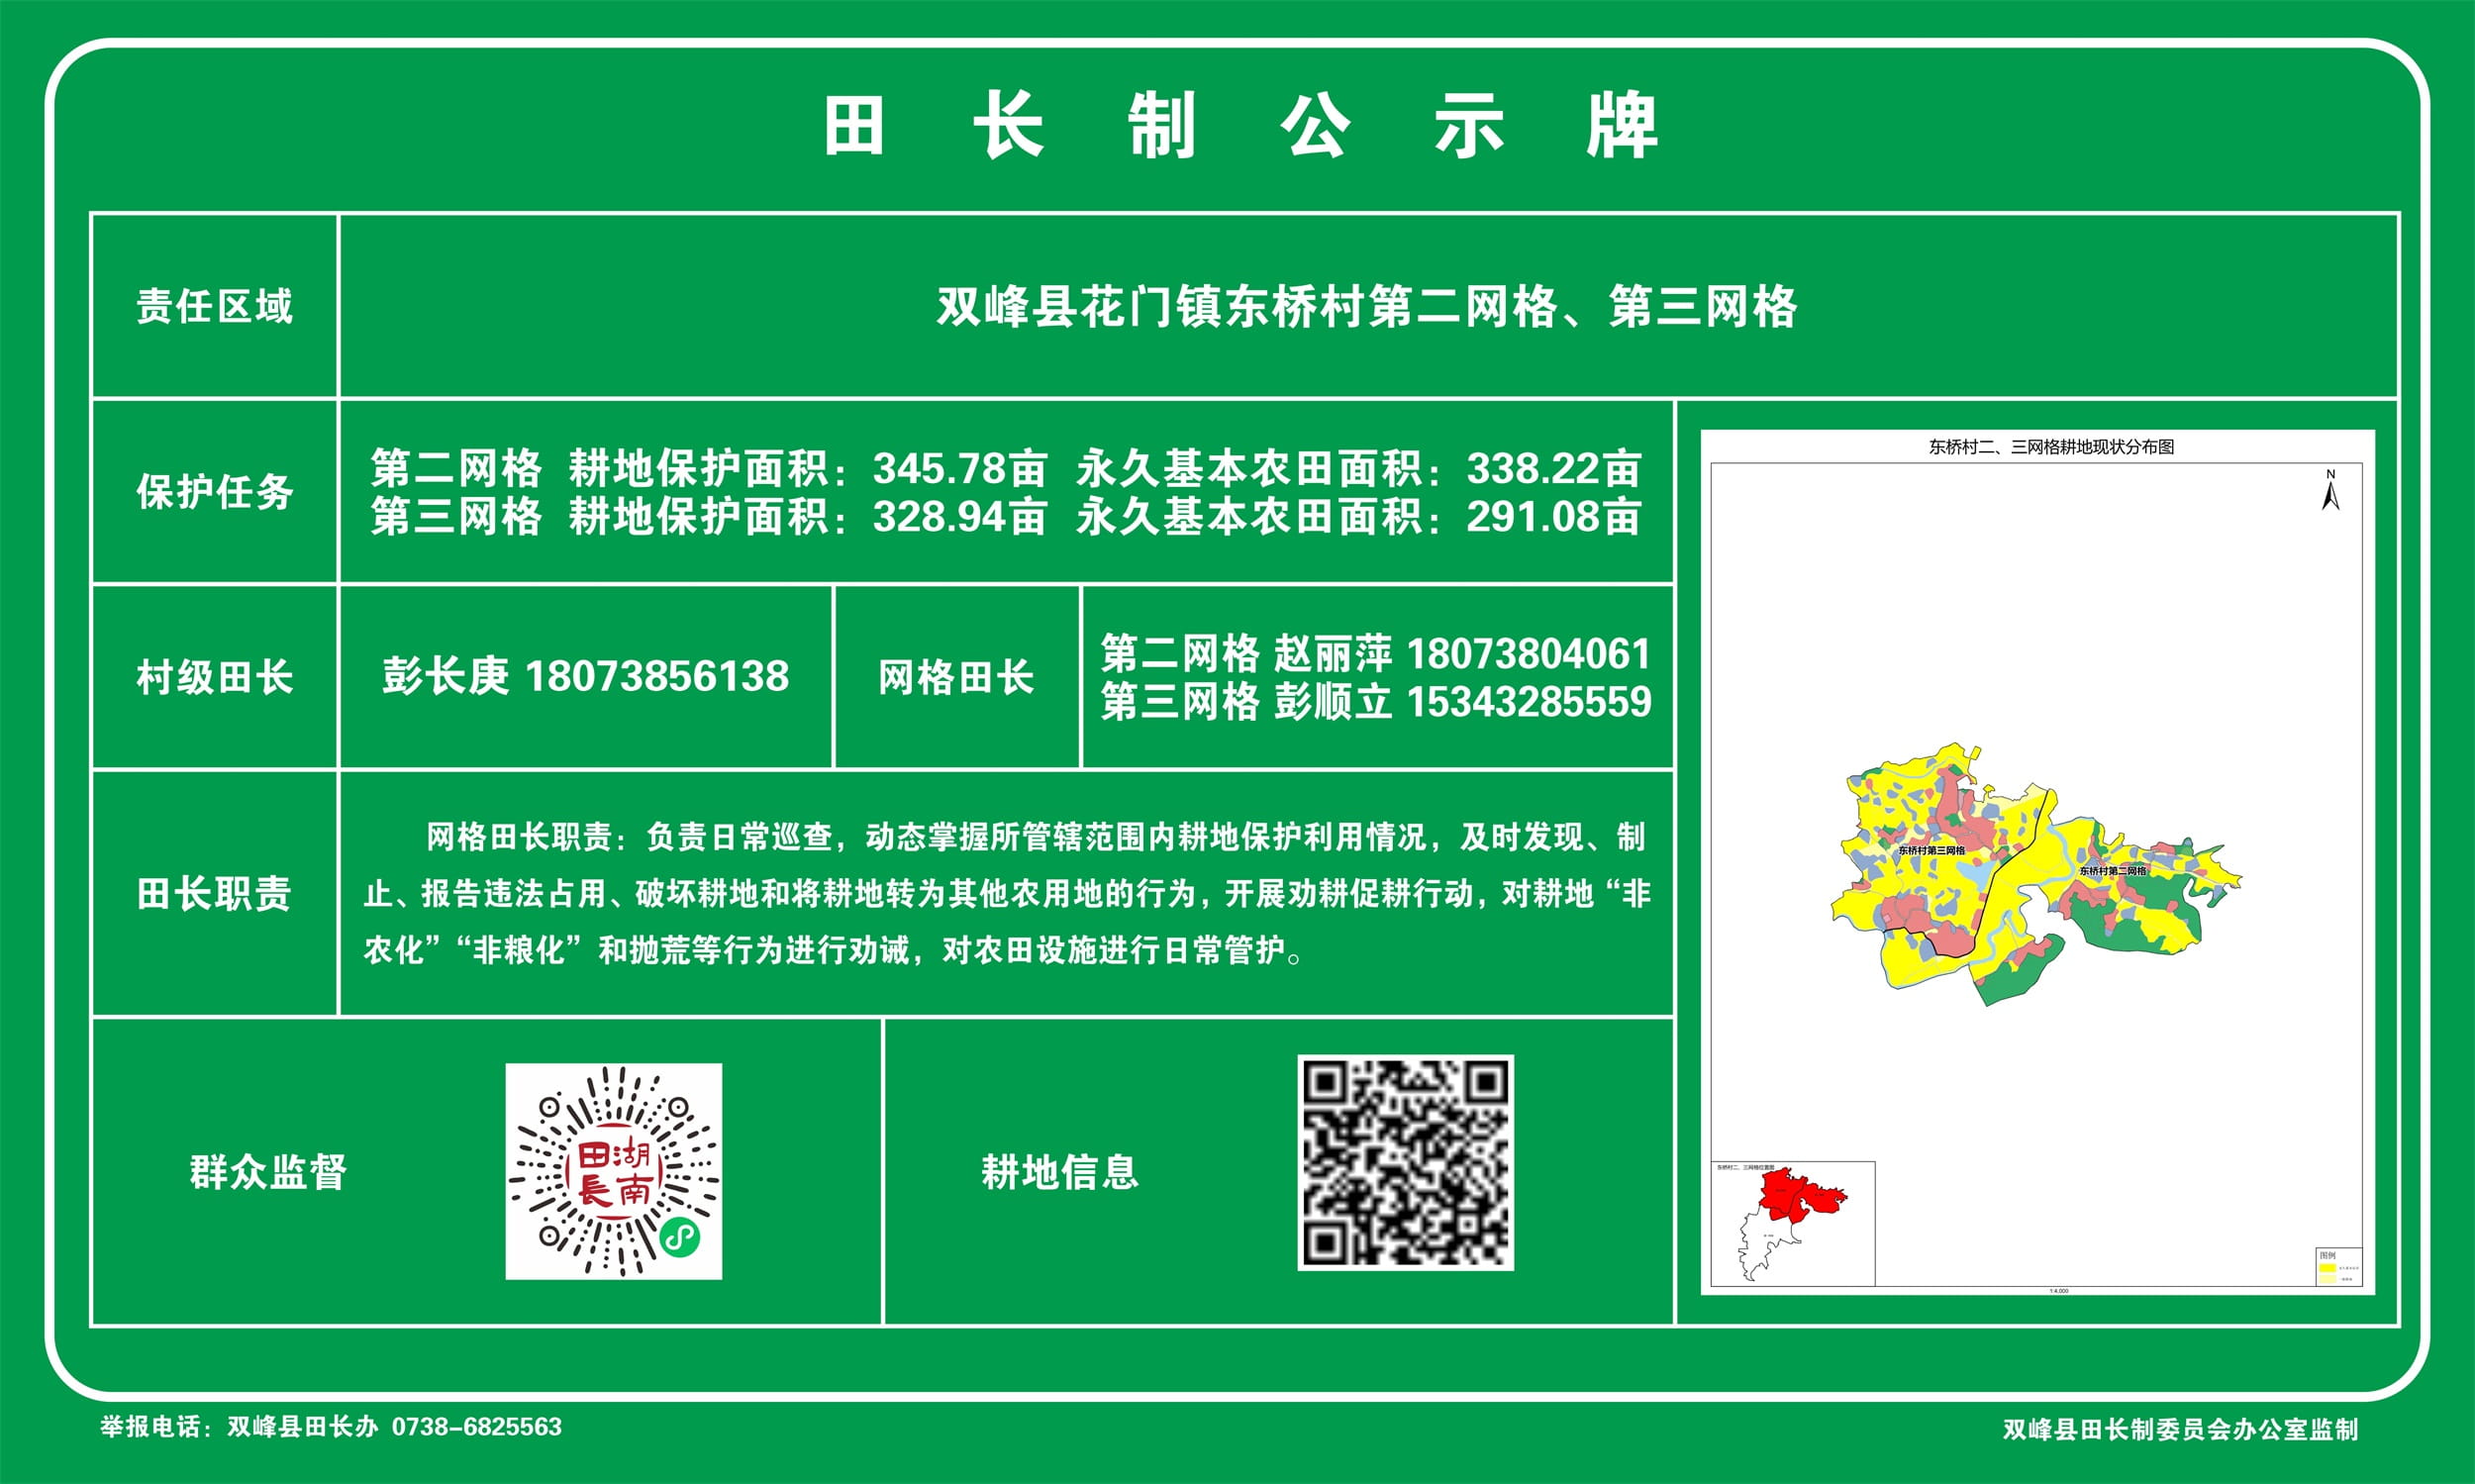 田长制公示牌
责任区域
双峰县花门镇东桥村第二网格、第三网格
保护任务
第二网格 耕地保护面积：345.78亩 永久基本农田面积：338.22亩
第三网格 耕地保护面积：328.94亩 永久基本农田面积：291.08亩
村级田长
彭长庚 18073856138
网格田长
第二网格 赵丽萍 18073804061
第三网格 彭顺立 15343285559
田长职责
网格田长职责：负责日常巡查，动态掌握所管辖范围内耕地保护利用情况，及时发现、制
止、报告违法占用、破坏耕地和将耕地转为其他农用地的行为，开展劝耕促耕行动，对耕地“非
农化”“非粮化”和抛荒等行为进行劝诫，对农田设施进行日常管护。
群众监督
湖南
田長
耕地信息
东桥村二、三网格耕地现状分布图
N
东桥村第三网格
东桥村第二网格
东桥村二、三网格位置图
图例
1:4,000
举报电话：双峰县田长办 0738-6825563
双峰县田长制委员会办公室监制